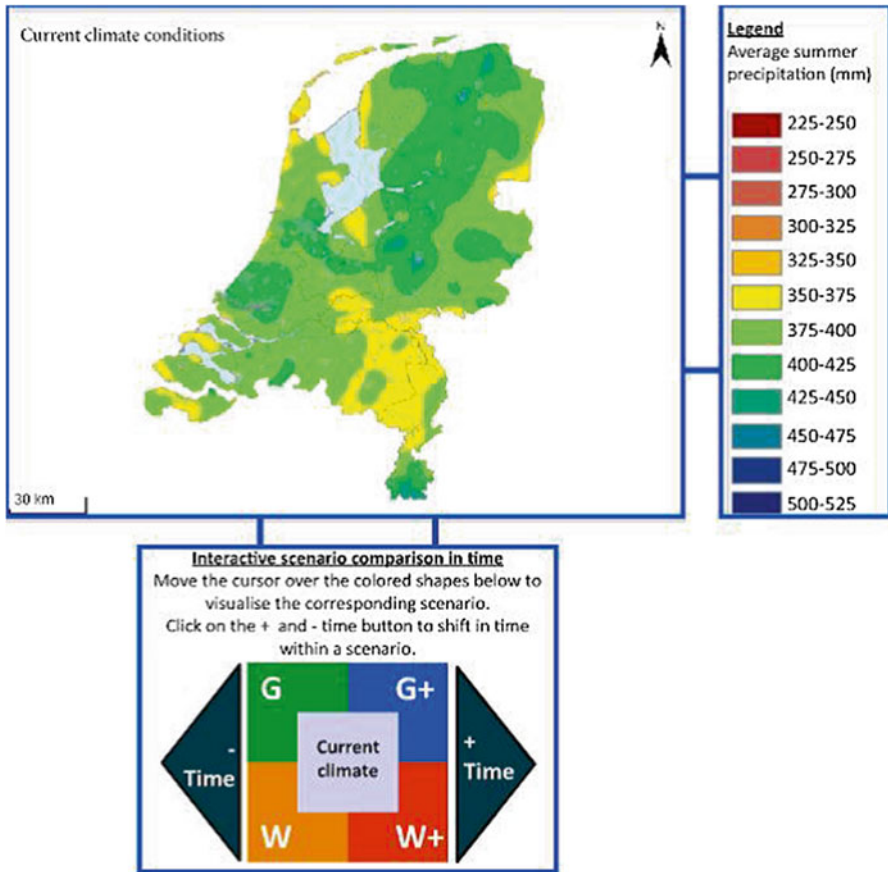 Current climate conditions
N
30 km
Legend
Average summer
precipitation (mm)
225-250
250-275
275-300
300-325
325-350
350-375
375-400
400-425
425-450
450-475
475-500
500-525
Interactive scenario comparison in time
Move the cursor over the colored shapes below to
visualise the corresponding scenario.
Click on the + and - time button to shift in time
within a scenario.
G
G+
-
Time
Current
climate
+
Time
W
W+